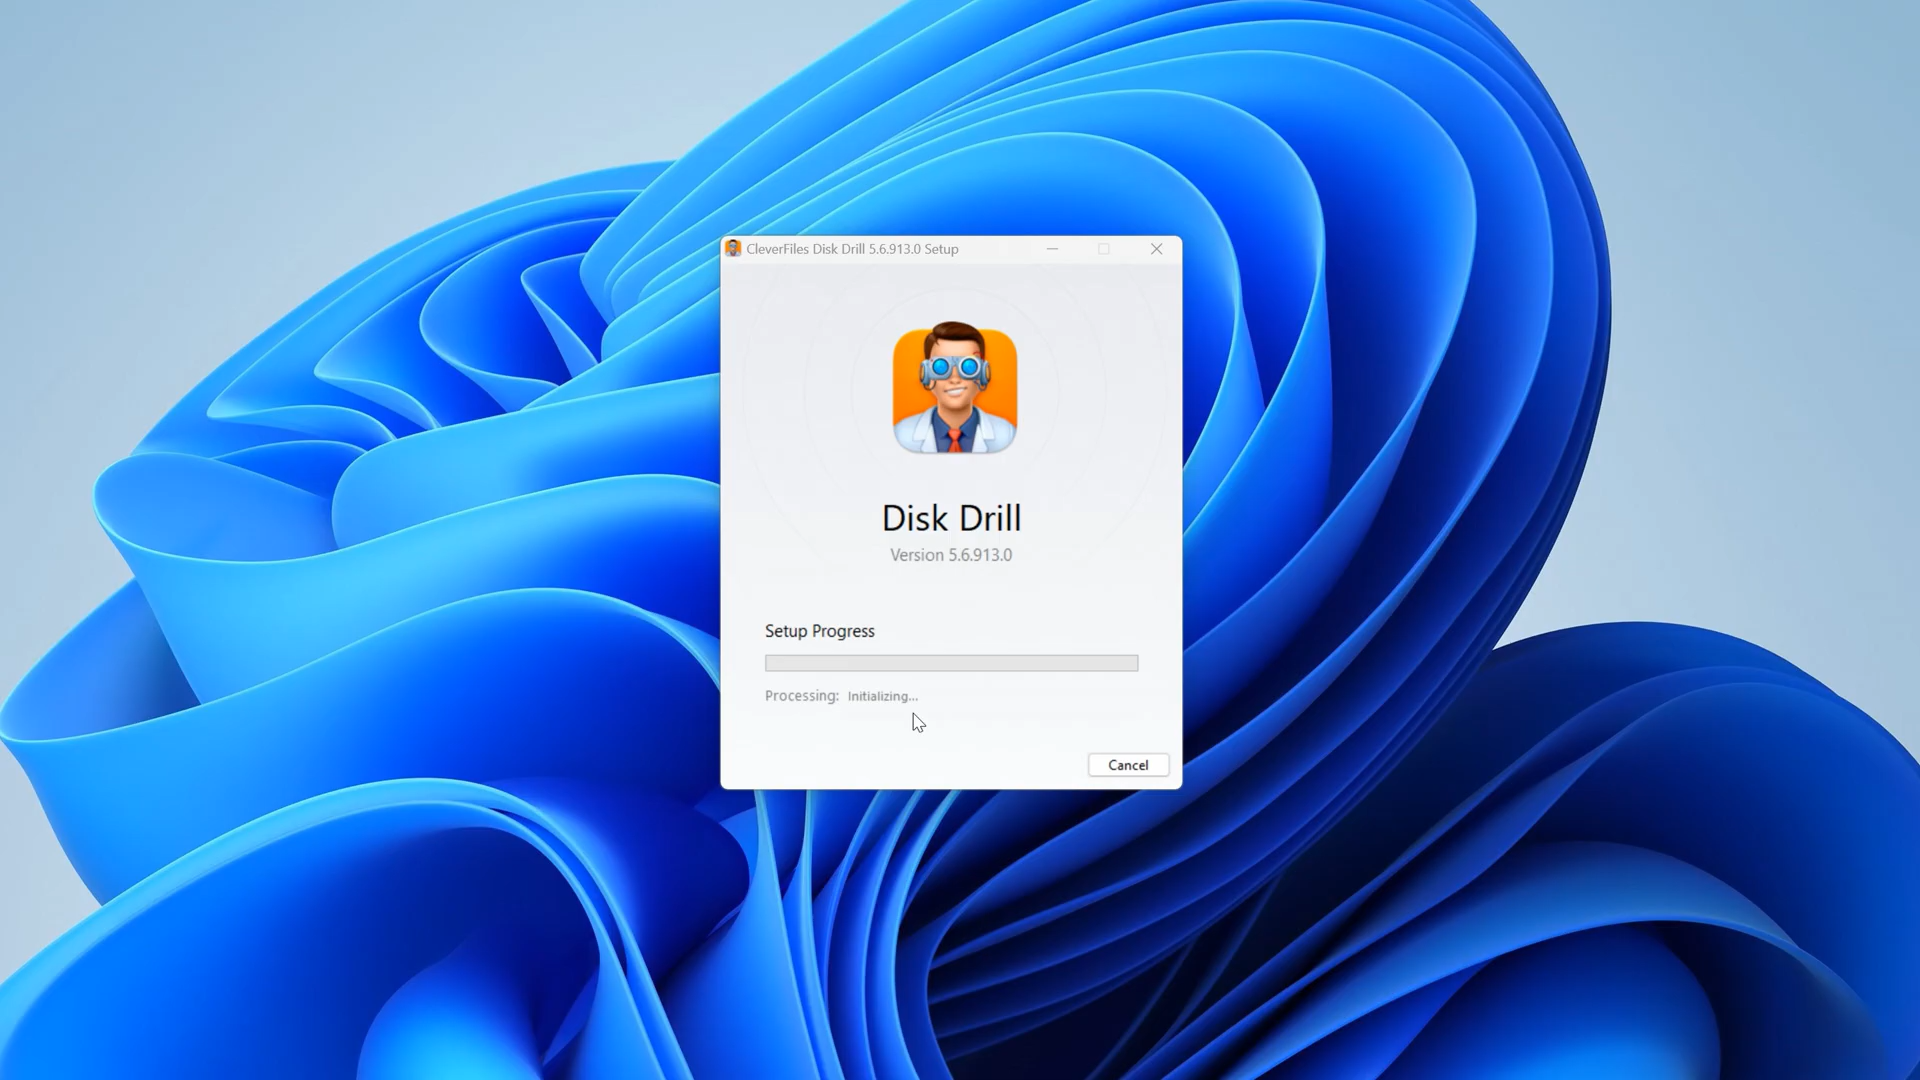 CleverFiles Disk Drill 5.6.913.0 Setup
Disk Drill
Version 5.6.913.0
Setup Progress
Processing: Initializing...
Cancel